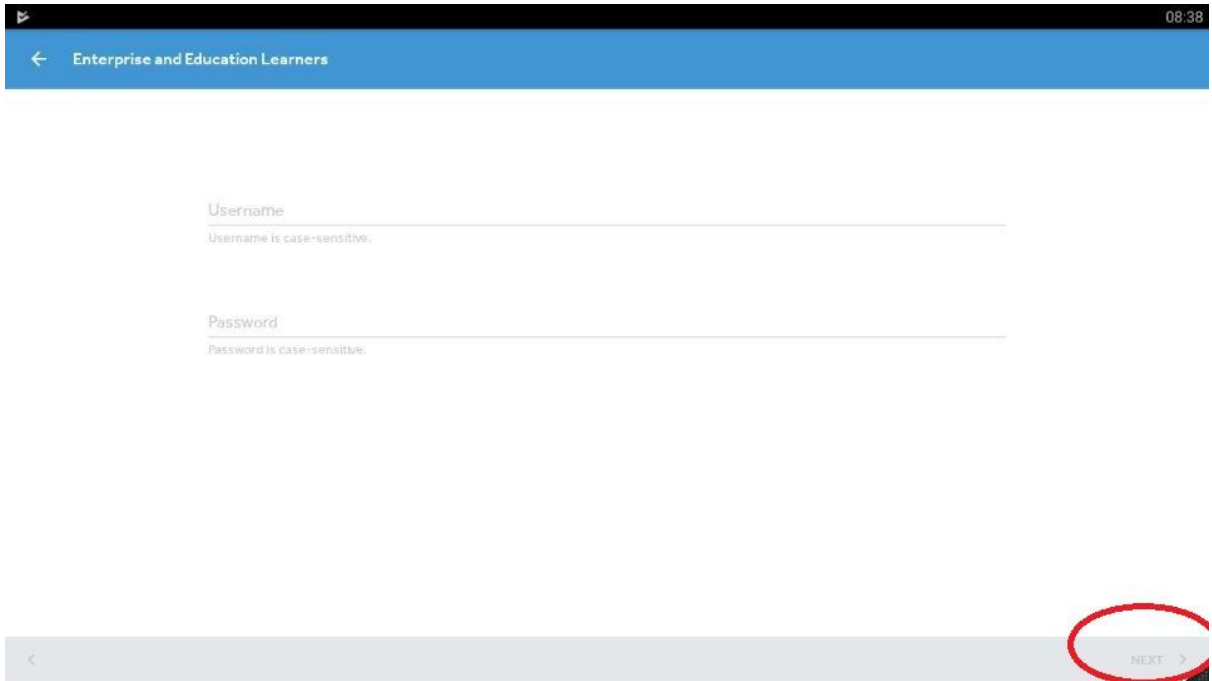 08:38
Enterprise and Education Learners
Username
Username is case-sensitive.
Password
Password is case-sensitive.
NEXT